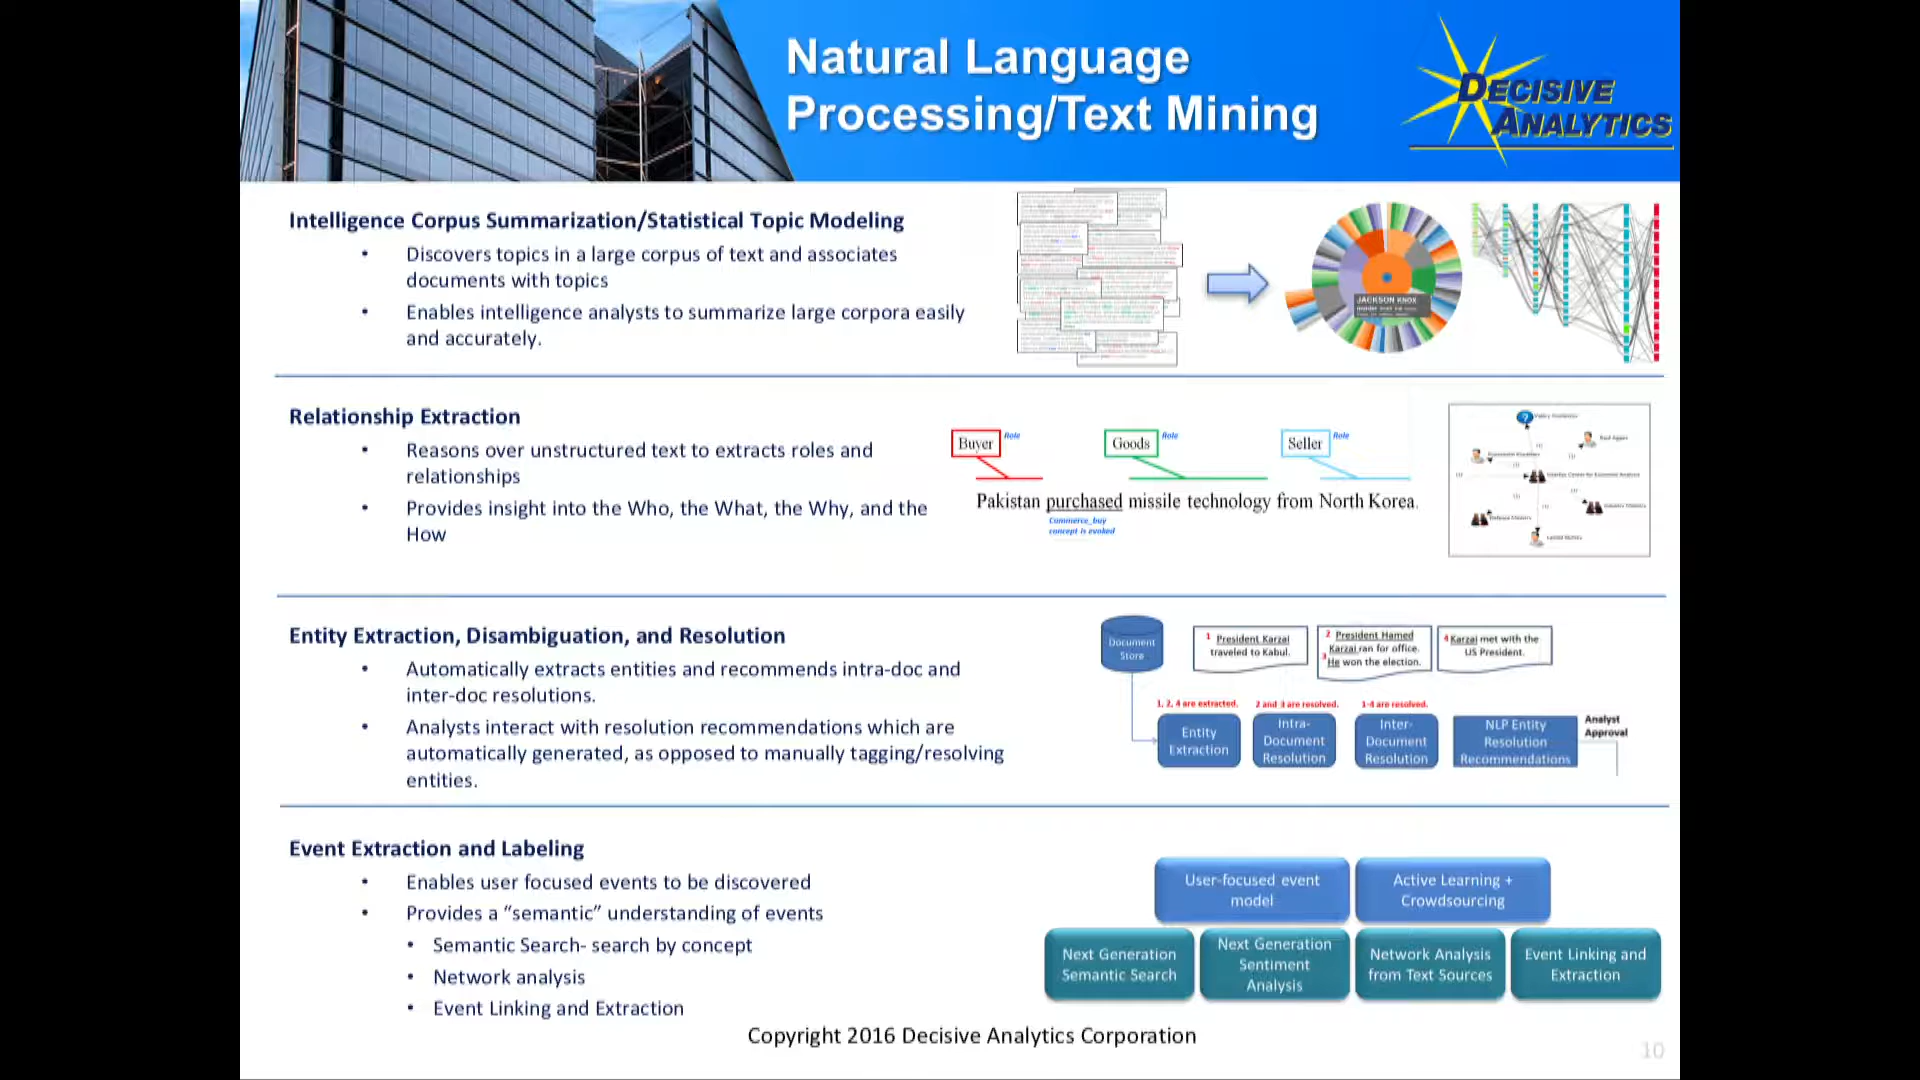 Natural Language
Processing/Text Mining
DECISIVE
ANALYTICS
Intelligence Corpus Summarization/Statistical Topic Modeling
• Discovers topics in a large corpus of text and associates
documents with topics
• Enables intelligence analysts to summarize large corpora easily
and accurately.
JACKSON KNOX
Relationship Extraction
• Reasons over unstructured text to extracts roles and
relationships
• Provides insight into the Who, the What, the Why, and the
How
Buyer Role
Goods Role
Seller Role
Pakistan purchased missile technology from North Korea.
Commerce_buy
concept is evoked
Entity Extraction, Disambiguation, and Resolution
• Automatically extracts entities and recommends intra-doc and
inter-doc resolutions.
• Analysts interact with resolution recommendations which are
automatically generated, as opposed to manually tagging/resolving
entities.
Document
Store
1 President Karzai
traveled to Kabul.
2 President Hamed
Karzai ran for office.
3 He won the election.
4 Karzai met with the
US President.
1, 2, 4 are extracted.
2 and 3 are resolved.
1-4 are resolved.
Entity
Extraction
Intra-
Document
Resolution
Inter-
Document
Resolution
NLP Entity
Resolution
Recommendations
Analyst
Approval
Event Extraction and Labeling
• Enables user focused events to be discovered
• Provides a “semantic” understanding of events
• Semantic Search- search by concept
• Network analysis
• Event Linking and Extraction
User-focused event
model
Active Learning +
Crowdsourcing
Next Generation
Semantic Search
Next Generation
Sentiment
Analysis
Network Analysis
from Text Sources
Event Linking and
Extraction
Copyright 2016 Decisive Analytics Corporation
10